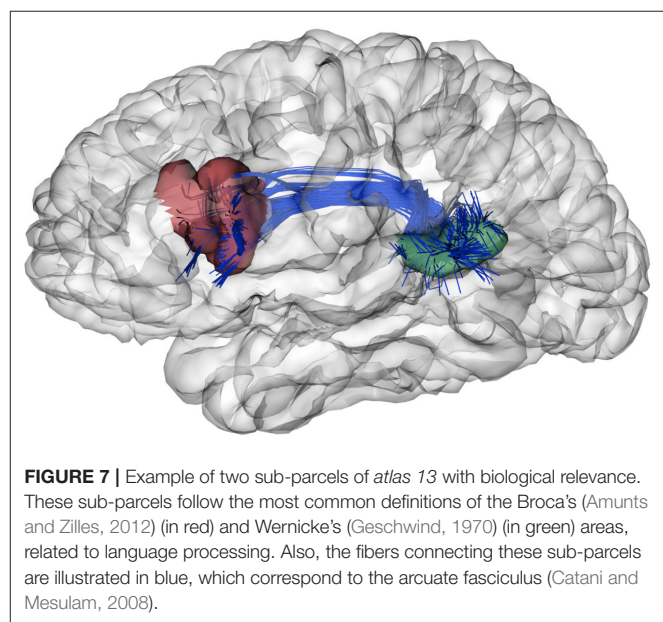 FIGURE 7 | Example of two sub-parcels of atlas 13 with biological relevance.
These sub-parcels follow the most common definitions of the Broca's (Amunts
and Zilles, 2012) (in red) and Wernicke's (Geschwind, 1970) (in green) areas,
related to language processing. Also, the fibers connecting these sub-parcels
are illustrated in blue, which correspond to the arcuate fasciculus (Catani and
Mesulam, 2008).